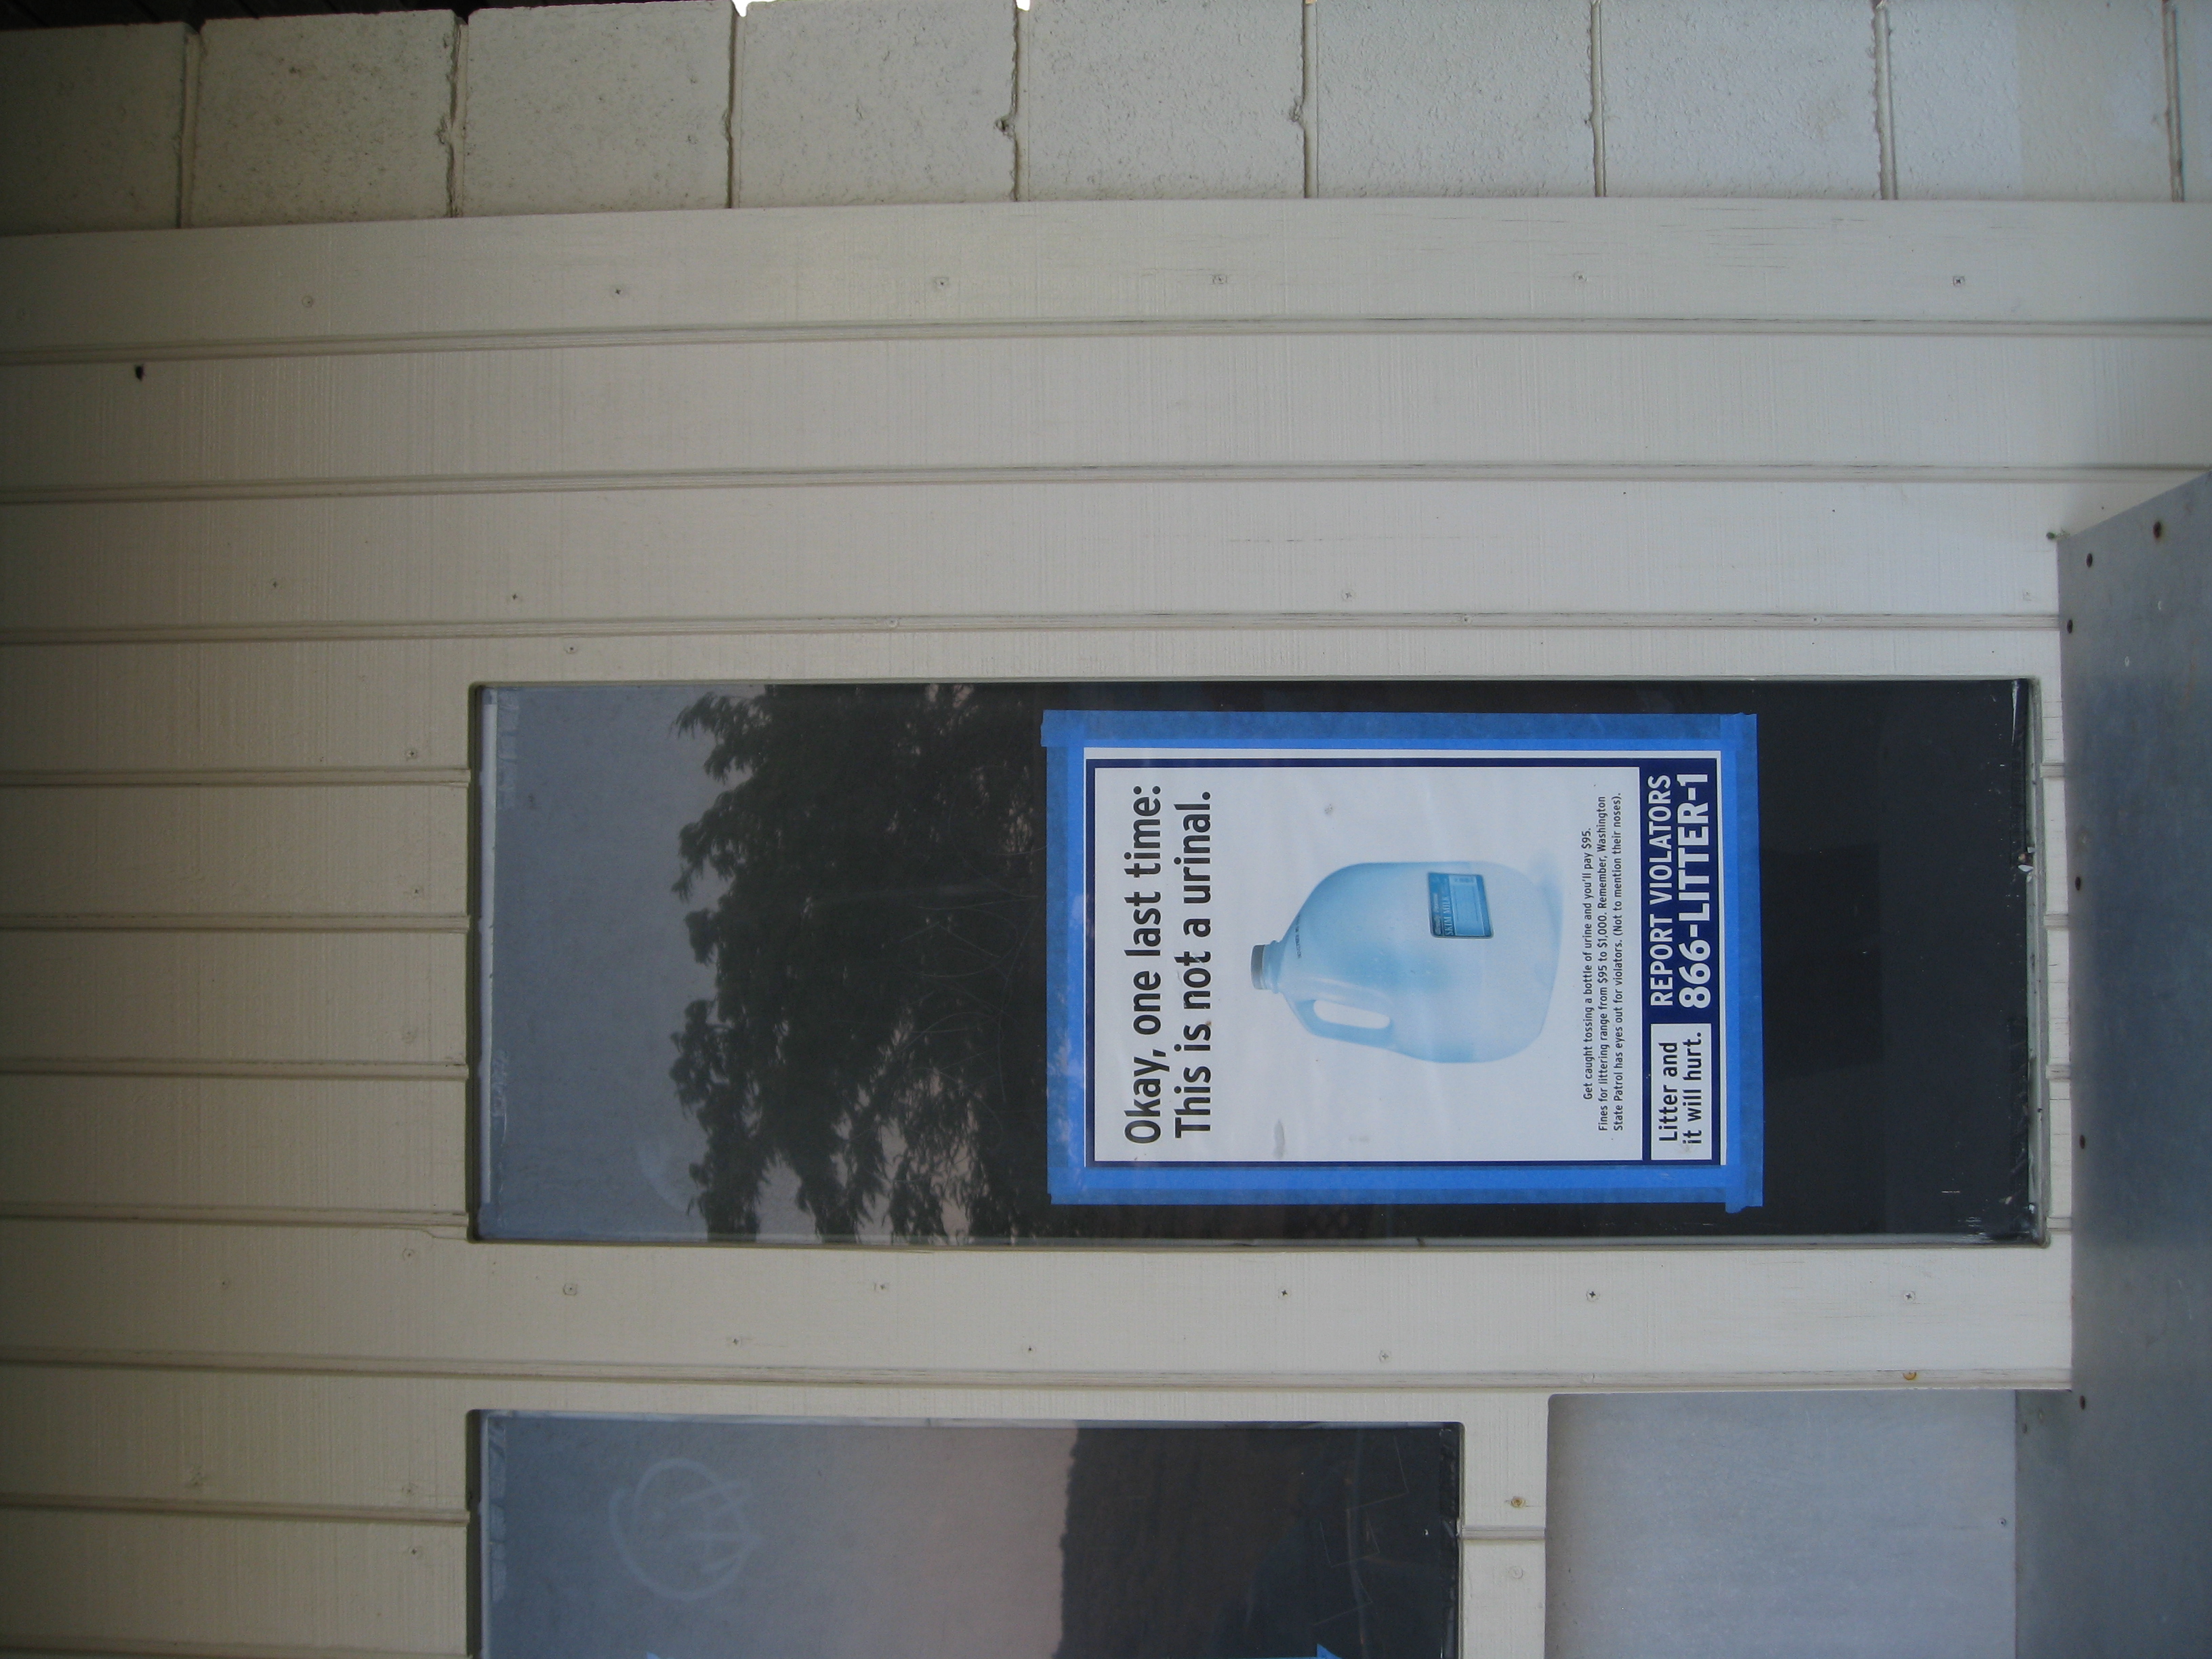 Okay, one last time:
This is not a urinal.
SKIM MILK
Get caught tossing a bottle of urine and you'll pay $95.
Fines for littering range from $95 to $1,000. Remember, Washington
State Patrol has eyes out for violators. (Not to mention their noses).
Litter and
it will hurt.
REPORT VIOLATORS
866-LITTER-1